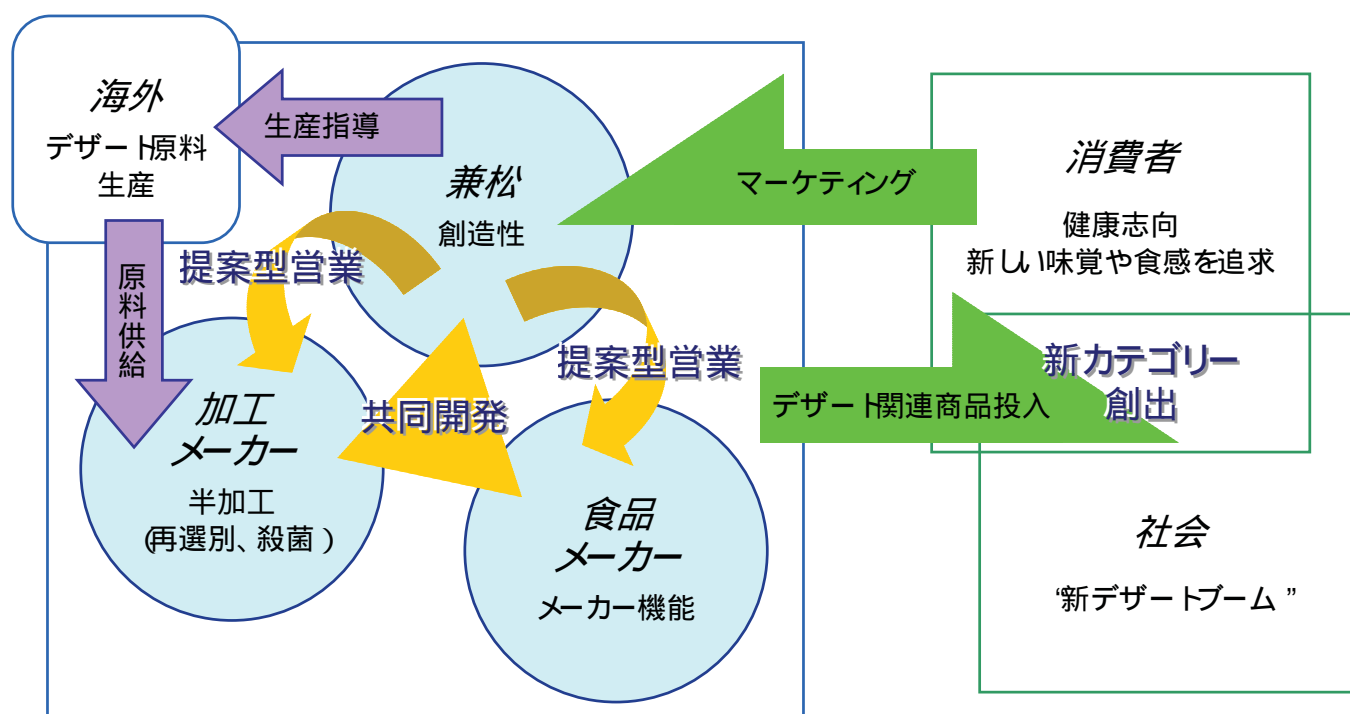 海外
デザート原料
生産
生産指導
兼松
創造性
マーケティング
消費者
健康志向
新しい味覚や食感を追求
提案型営業
原料供給
提案型営業
共同開発
デザート関連商品投入
新カテゴリー
創出
加工
メーカー
半加工
(再選別、殺菌)
食品
メーカー
メーカー機能
社会
“新デザートブーム”